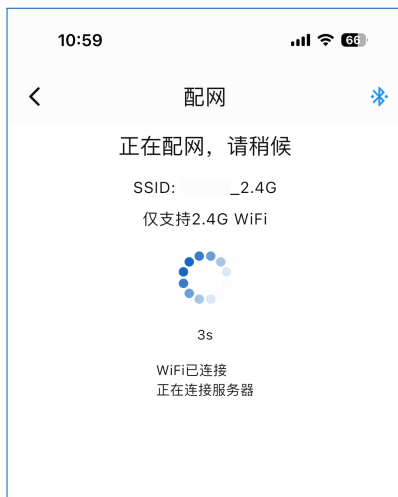 10:59
66
配网
正在配网，请稍候
SSID: _2.4G
仅支持2.4G WiFi
3s
WiFi已连接
正在连接服务器